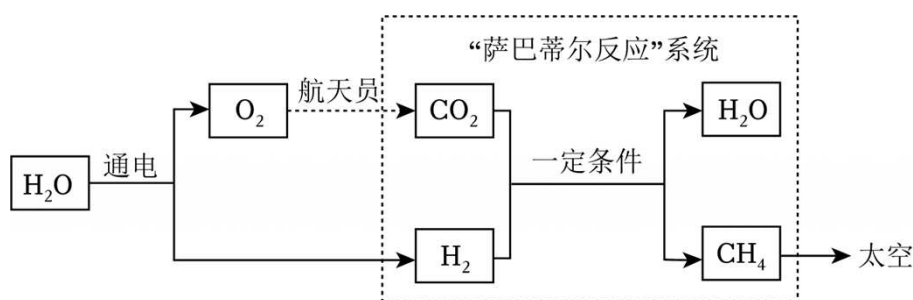 “萨巴蒂尔反应”系统
航天员
O₂
CO₂
H₂O
通电
一定条件
H₂O
H₂
CH₄
太空